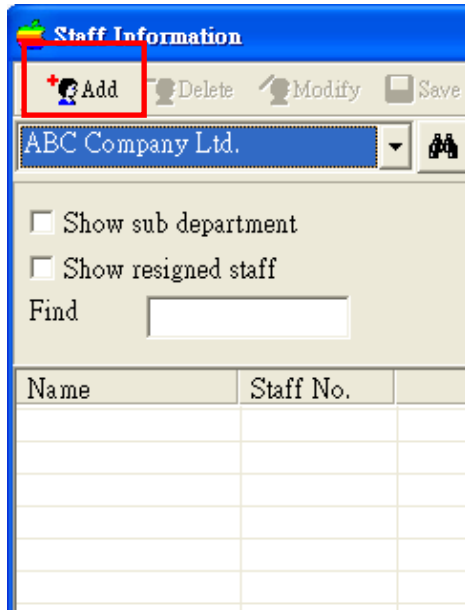 Staff Information
Add Delete Modify Save
ABC Company Ltd.
Show sub department
Show resigned staff
Find
Name Staff No.